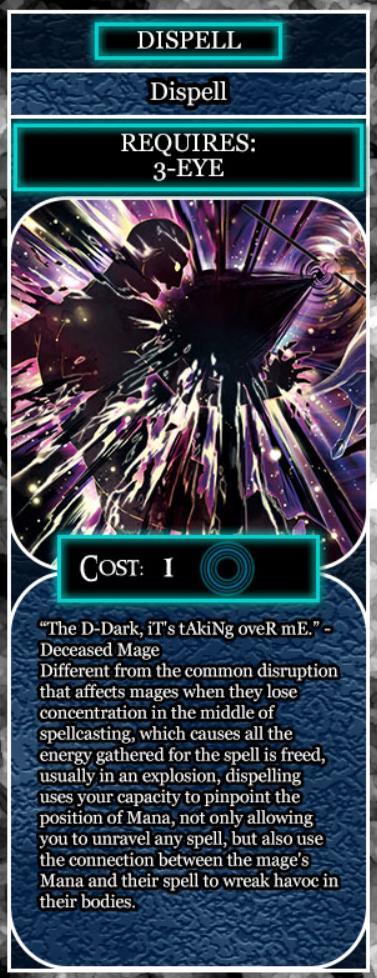 DISPELL
Dispell
REQUIRES:
3-EYE
COST: 1
“The D-Dark, iT's tAkiNg oveR mE.” -
Deceased Mage
Different from the common disruption
that affects mages when they lose
concentration in the middle of
spellcasting, which causes all the
energy gathered for the spell is freed,
usually in an explosion, dispelling
uses your capacity to pinpoint the
position of Mana, not only allowing
you to unravel any spell, but also use
the connection between the mage's
Mana and their spell to wreak havoc in
their bodies.